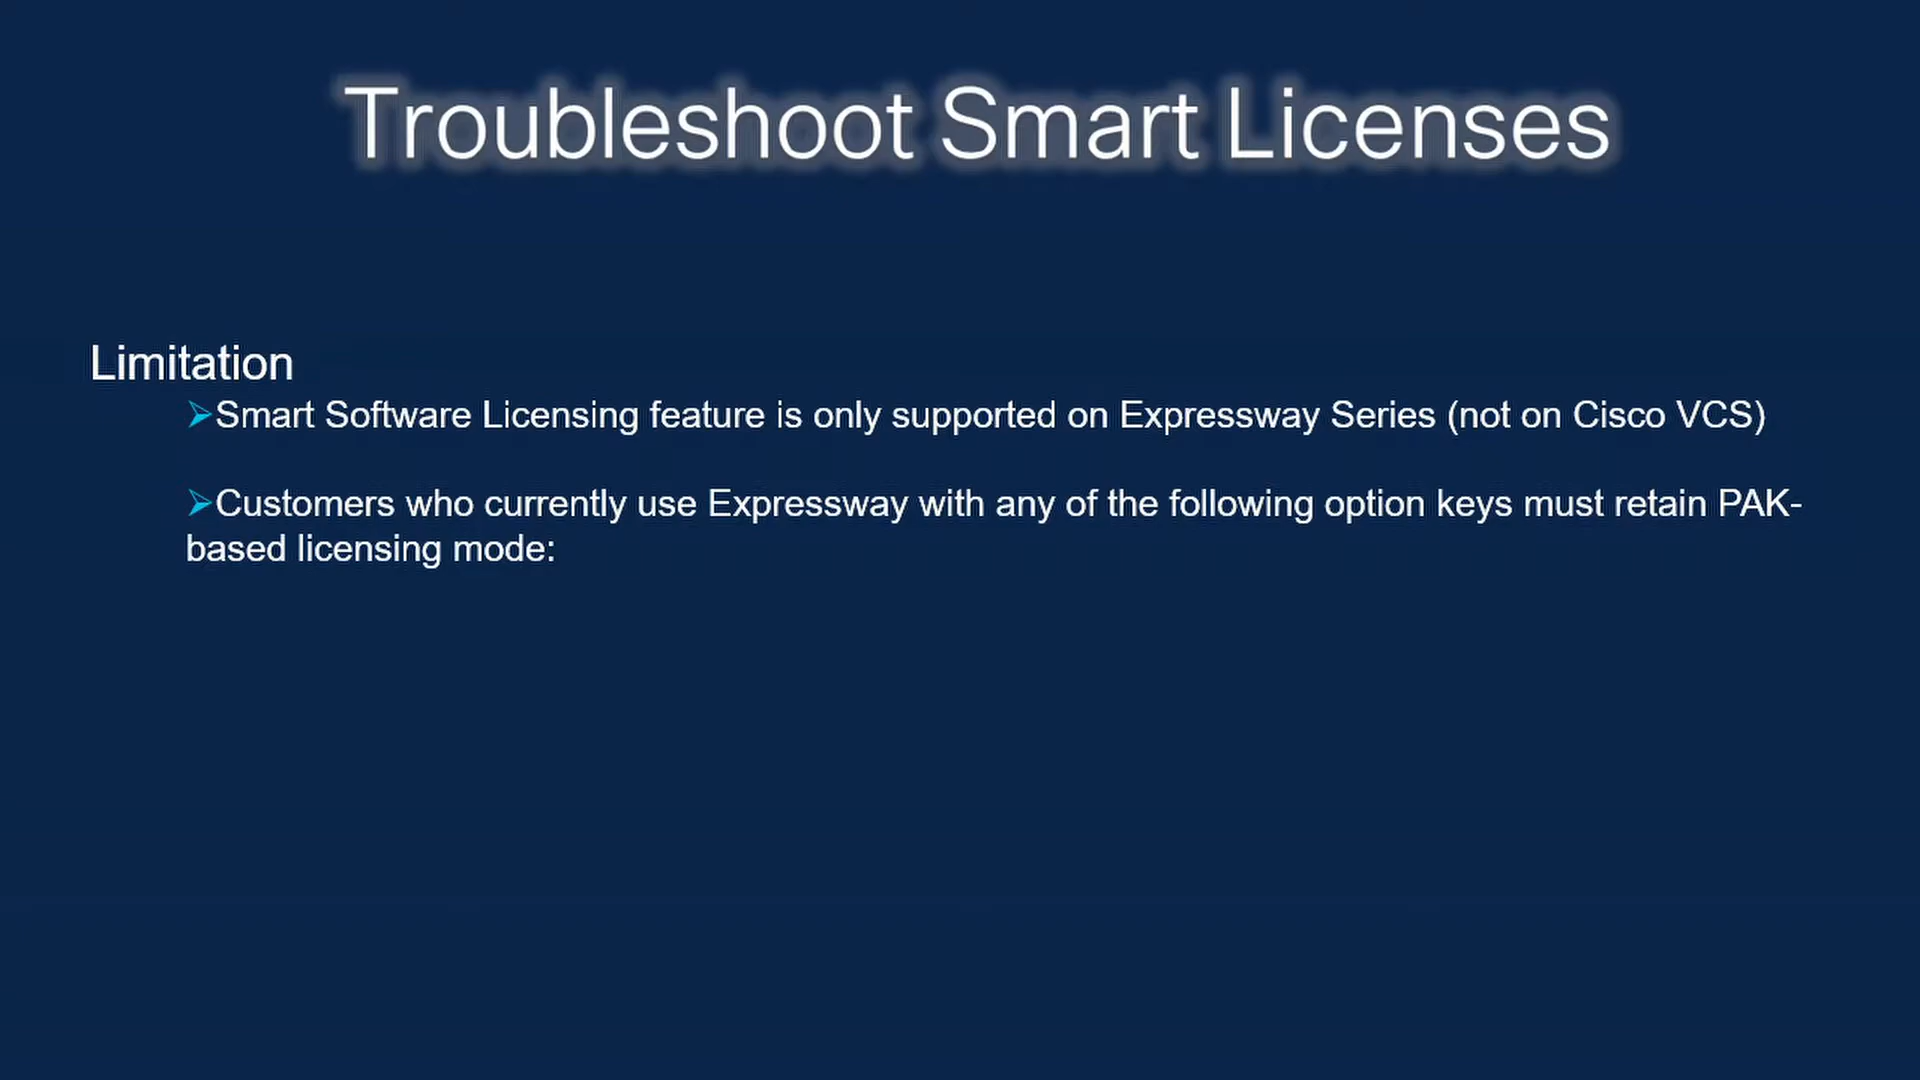 Troubleshoot Smart Licenses
Limitation
➢Smart Software Licensing feature is only supported on Expressway Series (not on Cisco VCS)
➢Customers who currently use Expressway with any of the following option keys must retain PAK-
based licensing mode: